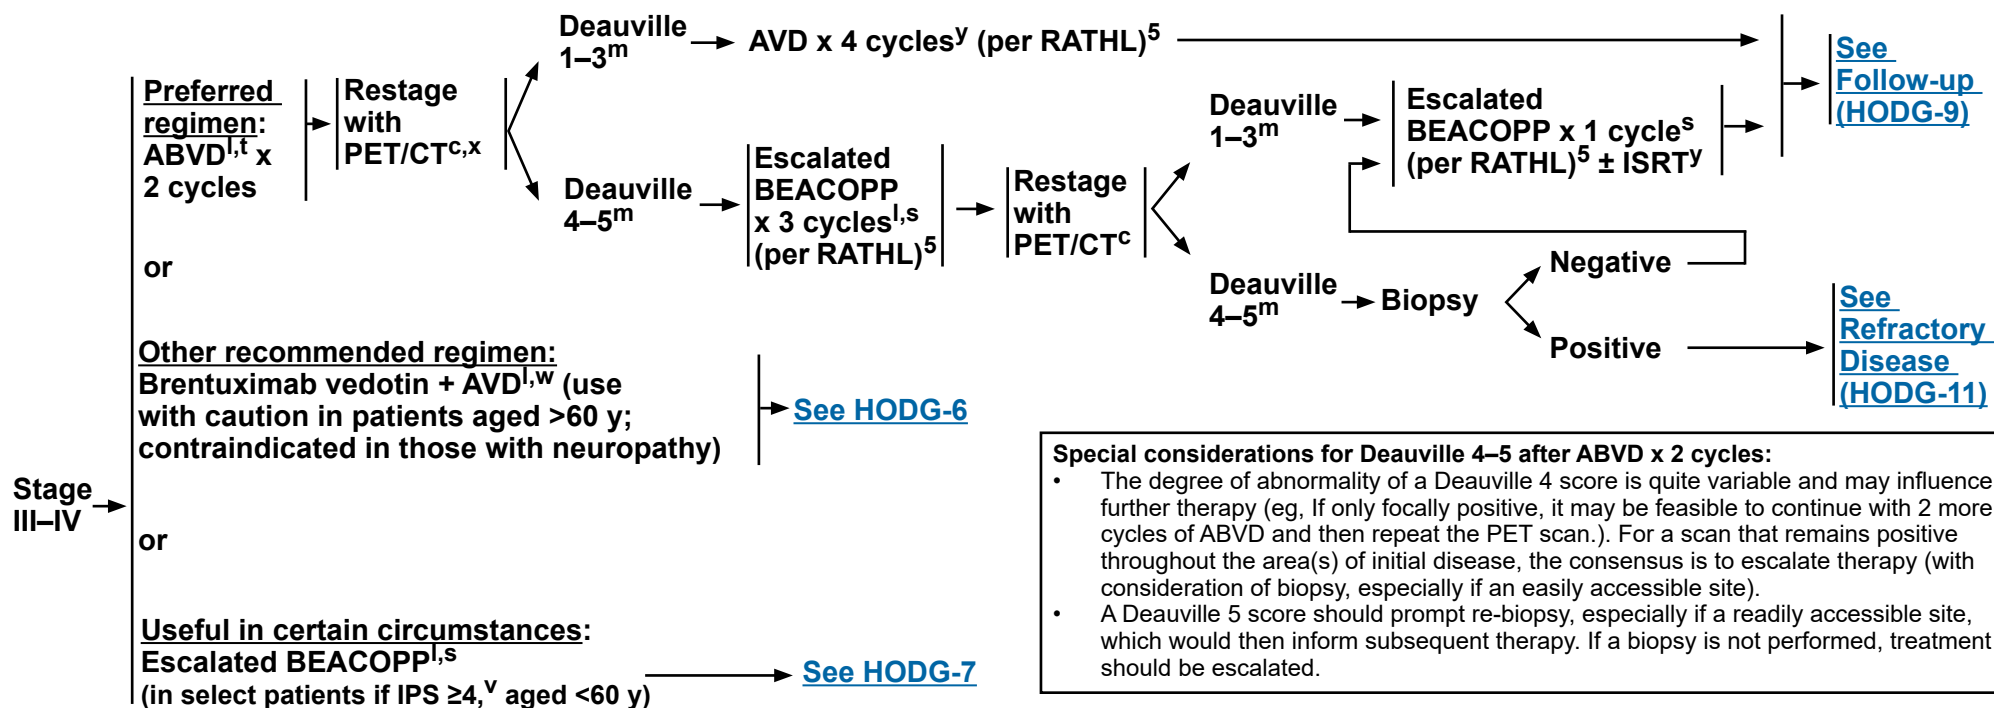 Stage
III–IV
Preferred
regimen:
ABVDl,t x
2 cycles
or
Other recommended regimen:
Brentuximab vedotin + AVDl,w (use
with caution in patients aged >60 y;
contraindicated in those with neuropathy)
or
Useful in certain circumstances:
Escalated BEACOPPl,s
(in select patients if IPS ≥4,v aged <60 y)
Restage
with
PET/CTc,x
Deauville
1–3m
AVD x 4 cyclesy (per RATHL)5
Deauville
4–5m
Escalated
BEACOPP
x 3 cyclesl,s
(per RATHL)5
Restage
with
PET/CTc
Deauville
1–3m
Escalated
BEACOPP x 1 cycles
(per RATHL)5 ± ISRTy
Deauville
4–5m
Biopsy
Negative
Positive
See
Follow-up
(HODG-9)
See
Refractory
Disease
(HODG-11)
See HODG-6
See HODG-7
Special considerations for Deauville 4–5 after ABVD x 2 cycles:
• The degree of abnormality of a Deauville 4 score is quite variable and may influence
further therapy (eg, If only focally positive, it may be feasible to continue with 2 more
cycles of ABVD and then repeat the PET scan.). For a scan that remains positive
throughout the area(s) of initial disease, the consensus is to escalate therapy (with
consideration of biopsy, especially if an easily accessible site).
• A Deauville 5 score should prompt re-biopsy, especially if a readily accessible site,
which would then inform subsequent therapy. If a biopsy is not performed, treatment
should be escalated.